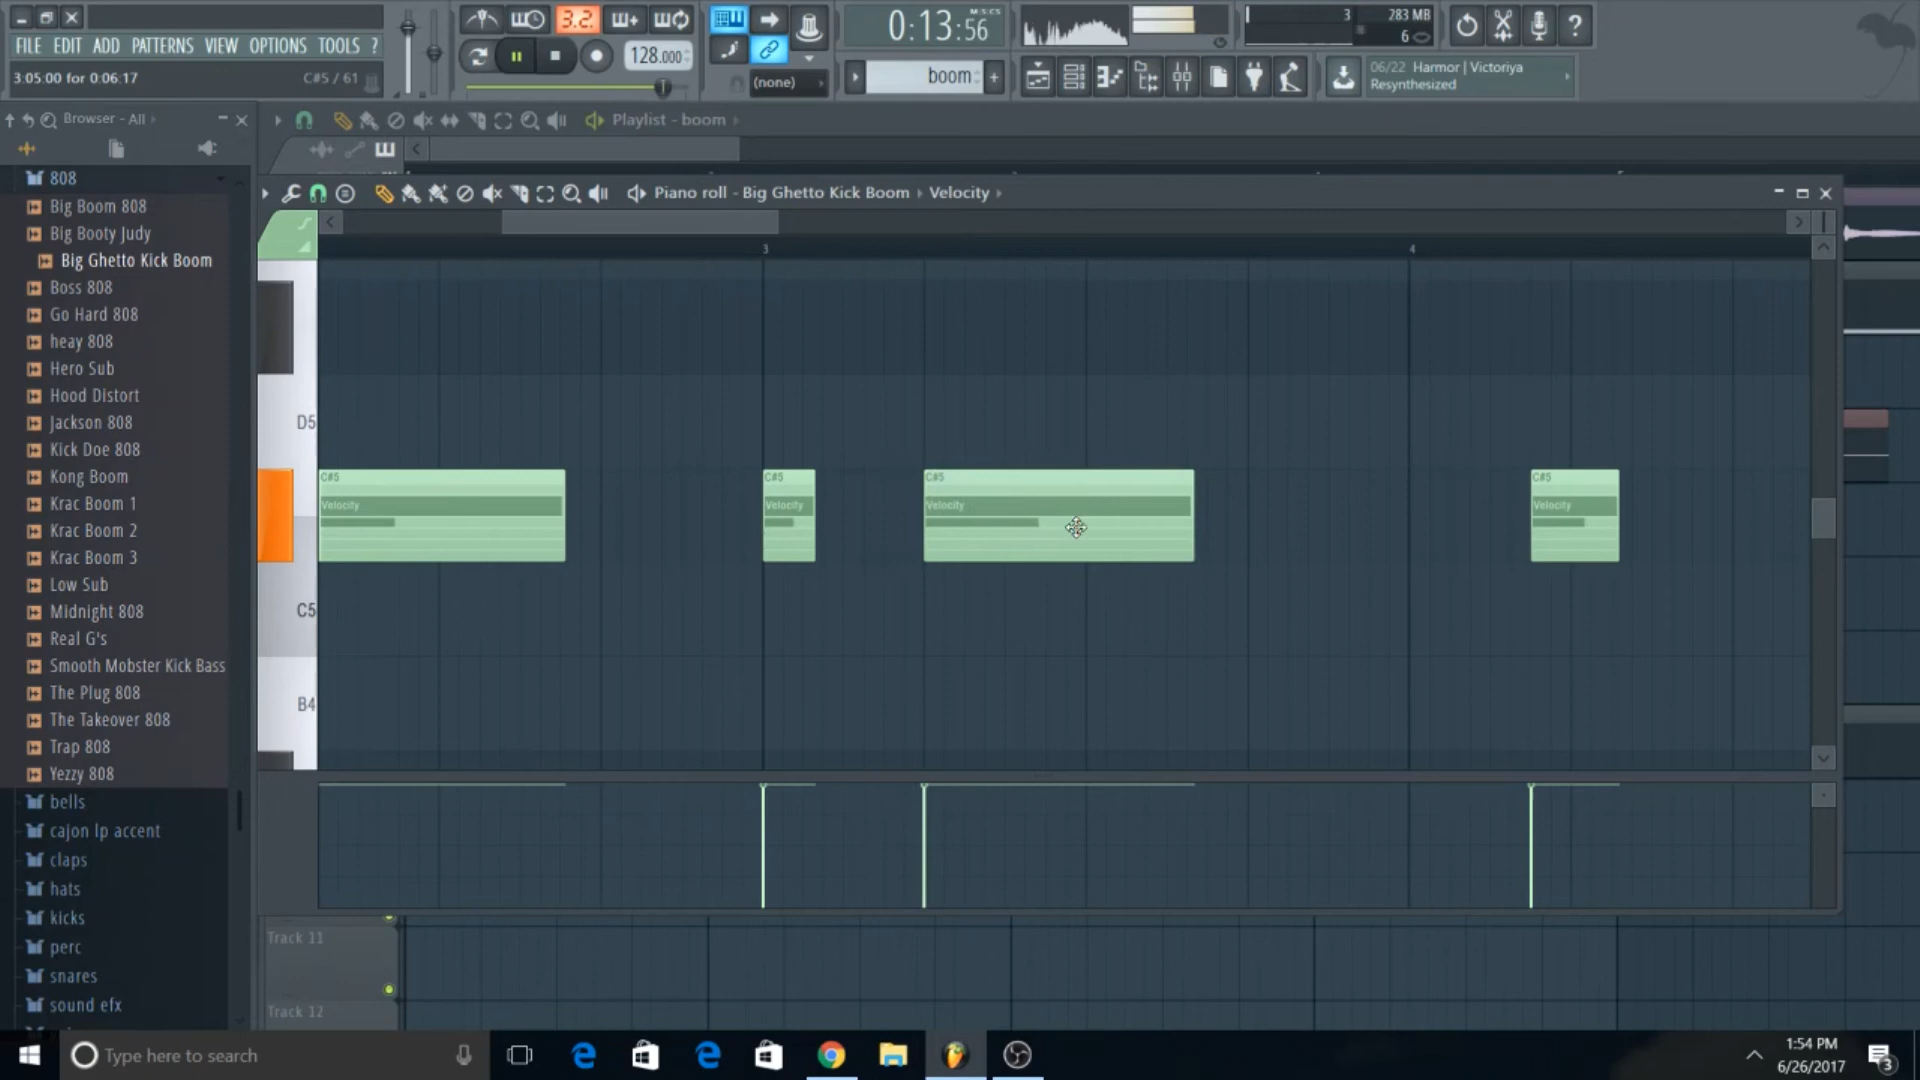 3.2.
128.000
0:13:56
M:S:CS
3
283 MB
6
FILE EDIT ADD PATTERNS VIEW OPTIONS TOOLS ?
3:05:00 for 0:06:17
C#5 / 61
(none)
boom
06/22 Harmor | Victoriya
Resynthesized
Browser - All
Playlist - boom
808
Big Boom 808
Big Booty Judy
Big Ghetto Kick Boom
Boss 808
Go Hard 808
heay 808
Hero Sub
Hood Distort
Jackson 808
Kick Doe 808
Kong Boom
Krac Boom 1
Krac Boom 2
Krac Boom 3
Low Sub
Midnight 808
Real G's
Smooth Mobster Kick Bass
The Plug 808
The Takeover 808
Trap 808
Yezzy 808
bells
cajon lp accent
claps
hats
kicks
perc
snares
sound efx
Piano roll - Big Ghetto Kick Boom Velocity
3
4
D5
C5
B4
C#5
Velocity
C#5
Velocity
C#5
Velocity
C#5
Velocity
Track 11
Track 12
Type here to search
1:54 PM
6/26/2017
3